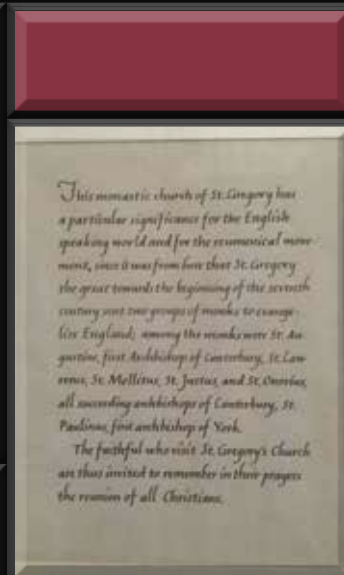 This monastic church of St. Gregory has
a particular significance for the English
speaking world and for the ecumenical move-
ment, since it was from here that St. Gregory
the great towards the beginning of the seventh
century sent two groups of monks to evange-
lize England; among the monks were St. Au-
gustine, first Archbishop of Canterbury, St. Law-
rence, St. Mellitus, St. Justus, and St. Onorius,
all succeeding archbishops of Canterbury, St.
Paulinus, first archbishop of York.
The faithful who visit St. Gregory's Church
are thus invited to remember in their prayers
the reunion of all Christians.